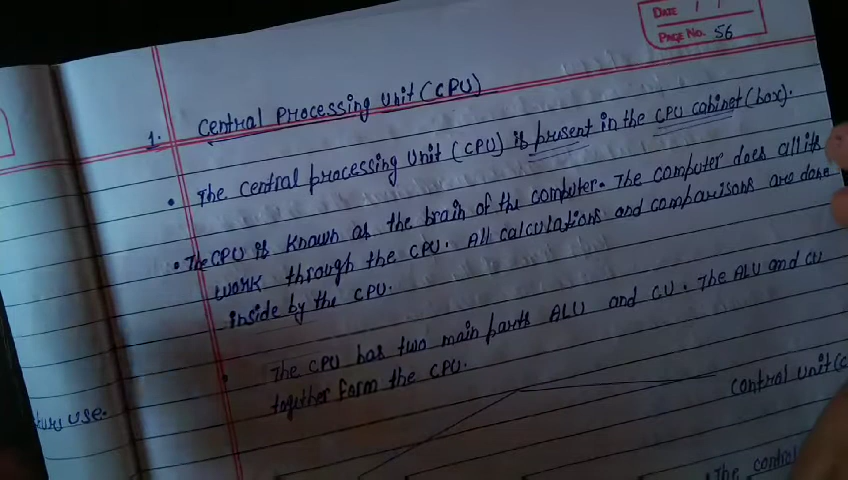 DATE / /
PAGE NO. 56
1. Central Processing Unit (CPU)
• The Central processing Unit (CPU) is present in the CPU cabinet (box).
• The CPU is known as the brain of the computer. The computer does all its
work through the CPU. All calculations and comparisons are done
inside by the CPU.
• The CPU has two main parts ALU and CU. The ALU and CU
together form the CPU.
use.
Control Unit (C
• The control